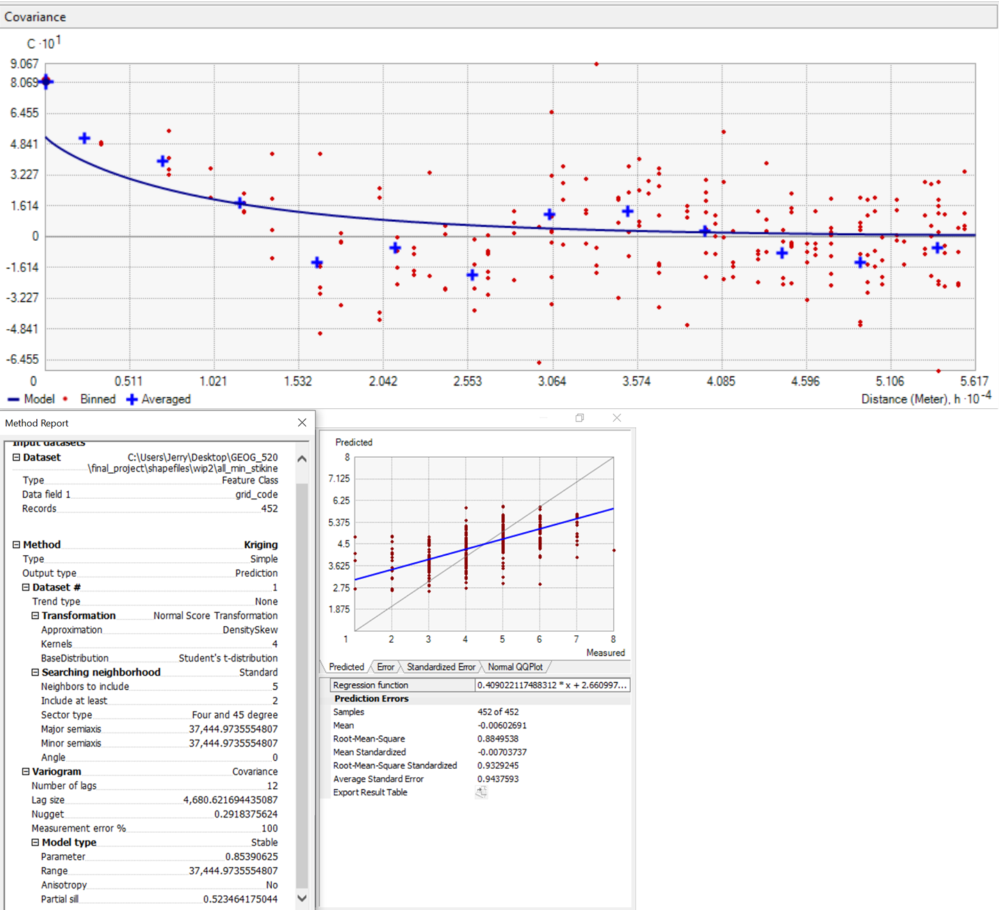 Covariance
C ·10¹
9.067
8.069
6.455
4.841
3.227
1.614
0
-1.614
-3.227
-4.841
-6.455
0 0.511 1.021 1.532 2.042 2.553 3.064 3.574 4.085 4.596 5.106 5.617
Model Binned Averaged
Distance (Meter), h ·10⁻⁴
Method Report
Input datasets
Dataset C:\Users\Jerry\Desktop\GEOG_520
\final_project\shapefiles\wip2\all_min_stikine
Type Feature Class
Data field 1 grid_code
Records 452
Method Kriging
Type Simple
Output type Prediction
Dataset # 1
Trend type None
Transformation Normal Score Transformation
Approximation DensitySkew
Kernels 4
BaseDistribution Student's t-distribution
Searching neighborhood Standard
Neighbors to include 5
Include at least 2
Sector type Four and 45 degree
Major semiaxis 37,444.9735554807
Minor semiaxis 37,444.9735554807
Angle 0
Variogram Covariance
Number of lags 12
Lag size 4,680.621694435087
Nugget 0.2918375624
Measurement error % 100
Model type Stable
Parameter 0.85390625
Range 37,444.9735554807
Anisotropy No
Partial sill 0.523464175044
Predicted
8
7.125
6.25
5.375
4.5
3.625
2.75
1.875
1 2 3 4 5 6 7 8
Measured
Predicted Error Standardized Error Normal QQPlot
Regression function 0.409022117488312 * x + 2.660997...
Prediction Errors
Samples 452 of 452
Mean -0.00602691
Root-Mean-Square 0.8849538
Mean Standardized -0.00703737
Root-Mean-Square Standardized 0.9329245
Average Standard Error 0.9437593
Export Result Table